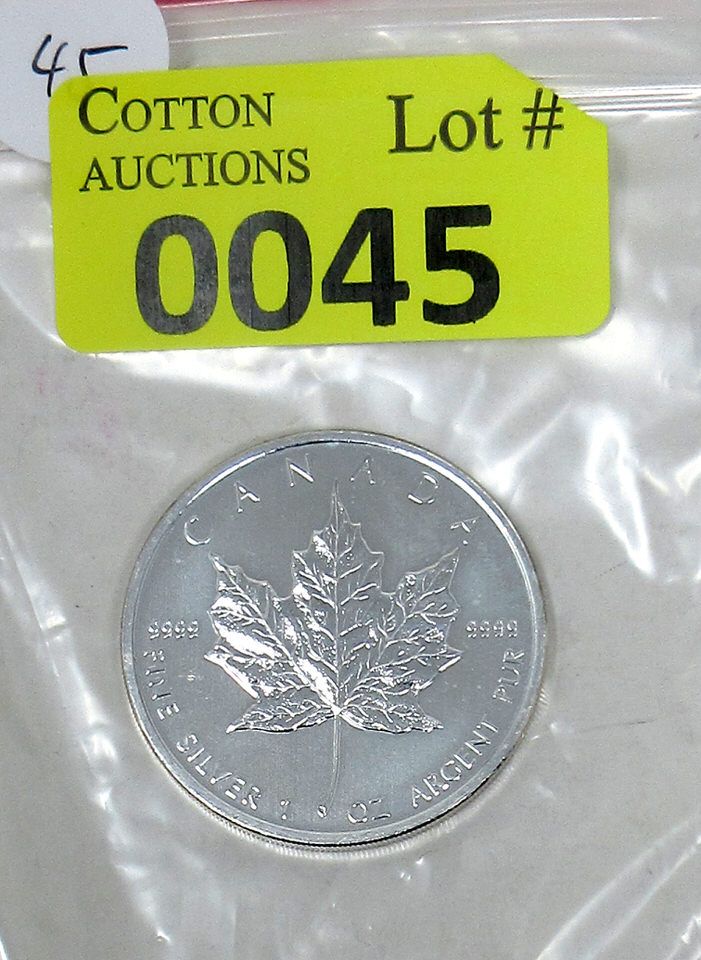 45
COTTON Lot #
AUCTIONS
0045
CANADA
9999 9999
FINE SILVER 1 OZ ARGENT PUR